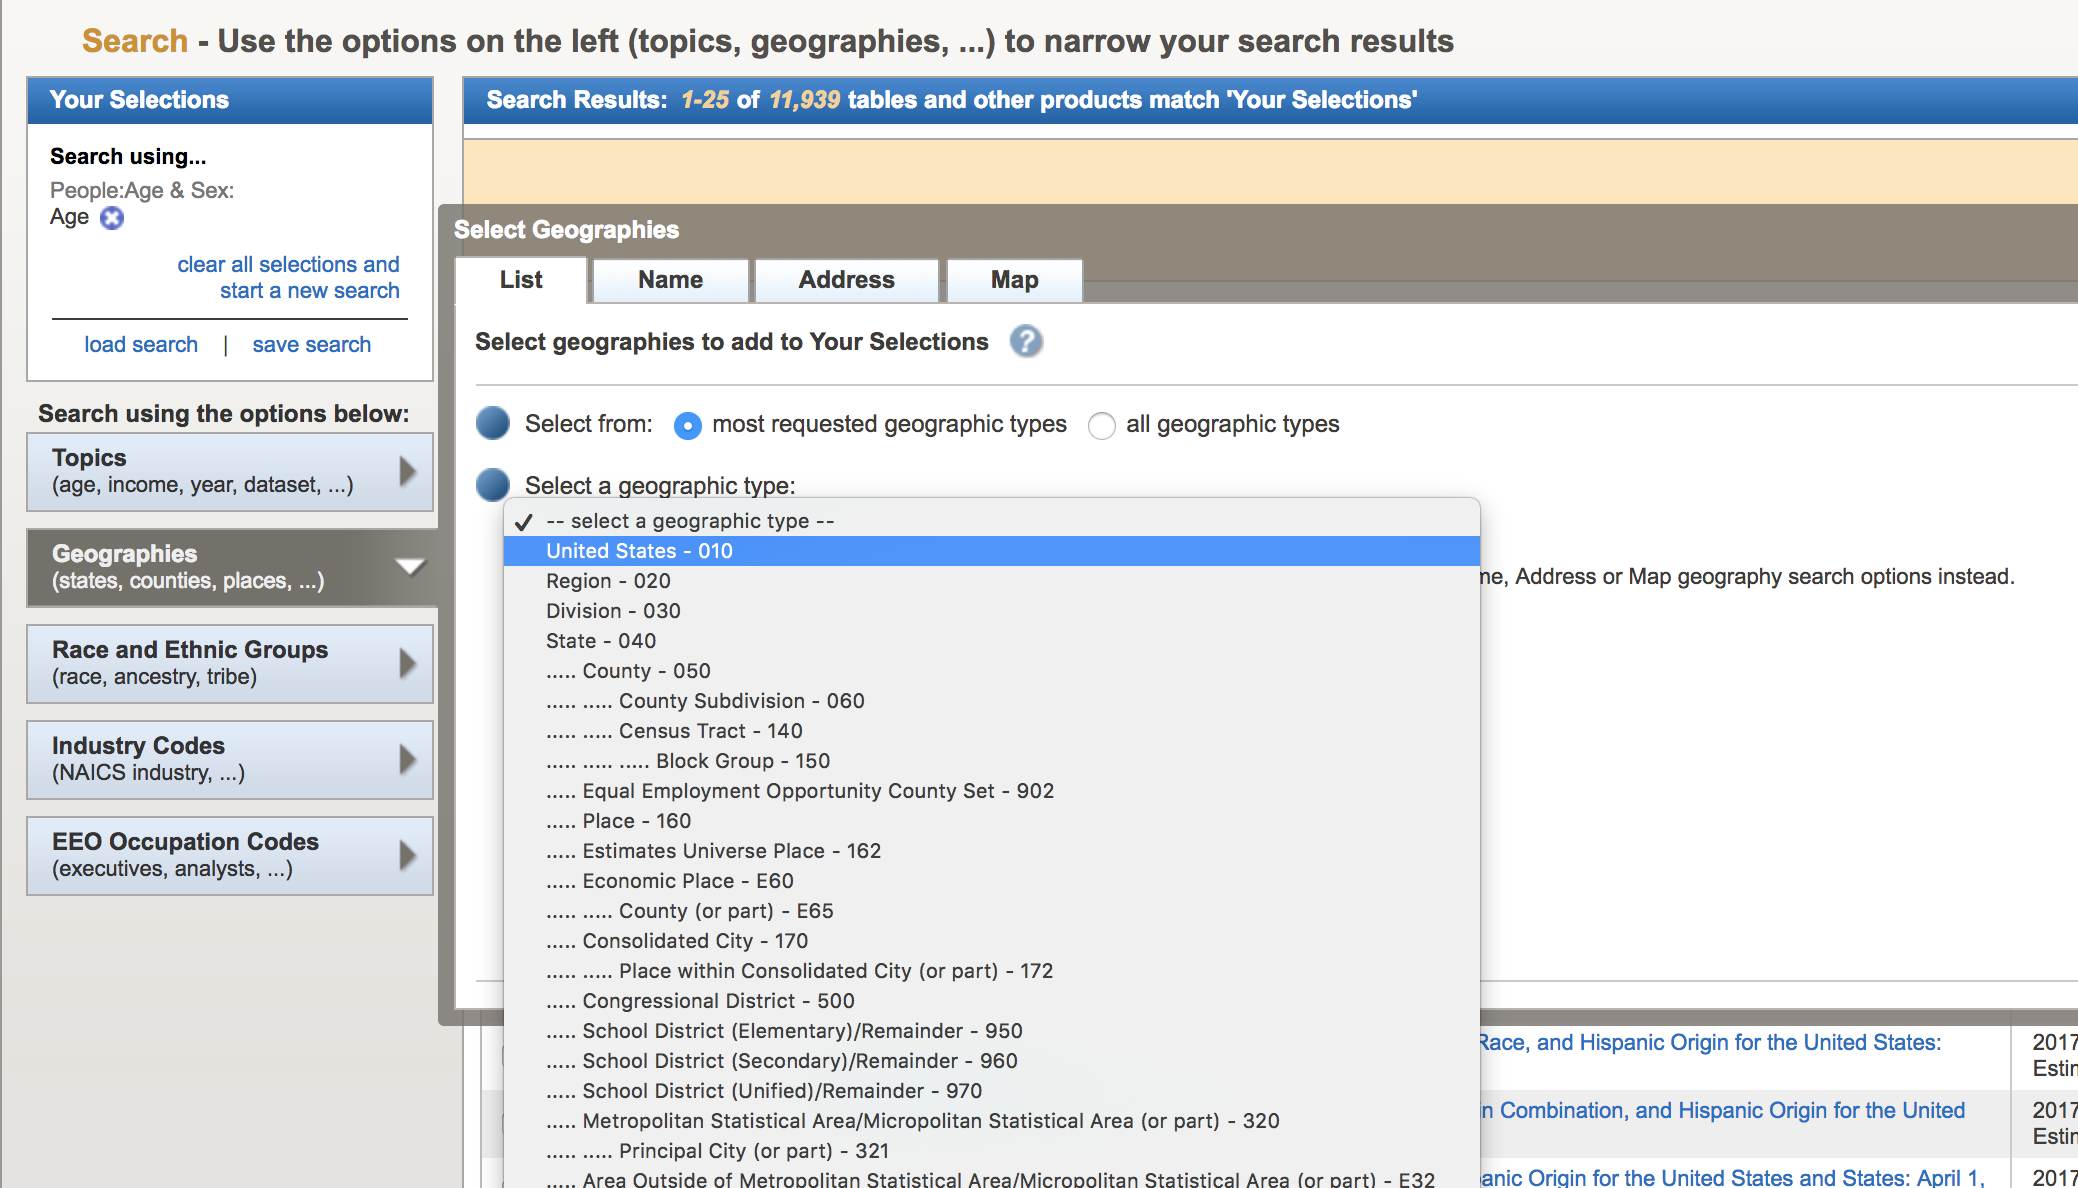 Search - Use the options on the left (topics, geographies, ...) to narrow your search results
Your Selections
Search using...
People:Age & Sex:
Age
clear all selections and
start a new search
load search | save search
Search using the options below:
Topics
(age, income, year, dataset, ...)
Geographies
(states, counties, places, ...)
Race and Ethnic Groups
(race, ancestry, tribe)
Industry Codes
(NAICS industry, ...)
EEO Occupation Codes
(executives, analysts, ...)
Search Results: 1-25 of 11,939 tables and other products match 'Your Selections'
Select Geographies
List Name Address Map
Select geographies to add to Your Selections ?
Select from: most requested geographic types all geographic types
Select a geographic type:
✓ -- select a geographic type --
United States - 010
Region - 020
Division - 030
State - 040
..... County - 050
..... ..... County Subdivision - 060
..... ..... Census Tract - 140
..... ..... ..... Block Group - 150
..... Equal Employment Opportunity County Set - 902
..... Place - 160
..... Estimates Universe Place - 162
..... Economic Place - E60
..... ..... County (or part) - E65
..... Consolidated City - 170
..... ..... Place within Consolidated City (or part) - 172
..... Congressional District - 500
..... School District (Elementary)/Remainder - 950
..... School District (Secondary)/Remainder - 960
..... School District (Unified)/Remainder - 970
..... Metropolitan Statistical Area/Micropolitan Statistical Area (or part) - 320
..... ..... Principal City (or part) - 321
..... Area Outside of Metropolitan Statistical Area/Micropolitan Statistical Area (or part) - E32
Address or Map geography search options instead.
Race, and Hispanic Origin for the United States:
2017
Combination, and Hispanic Origin for the United
2017
Origin for the United States and States: April 1,
2017